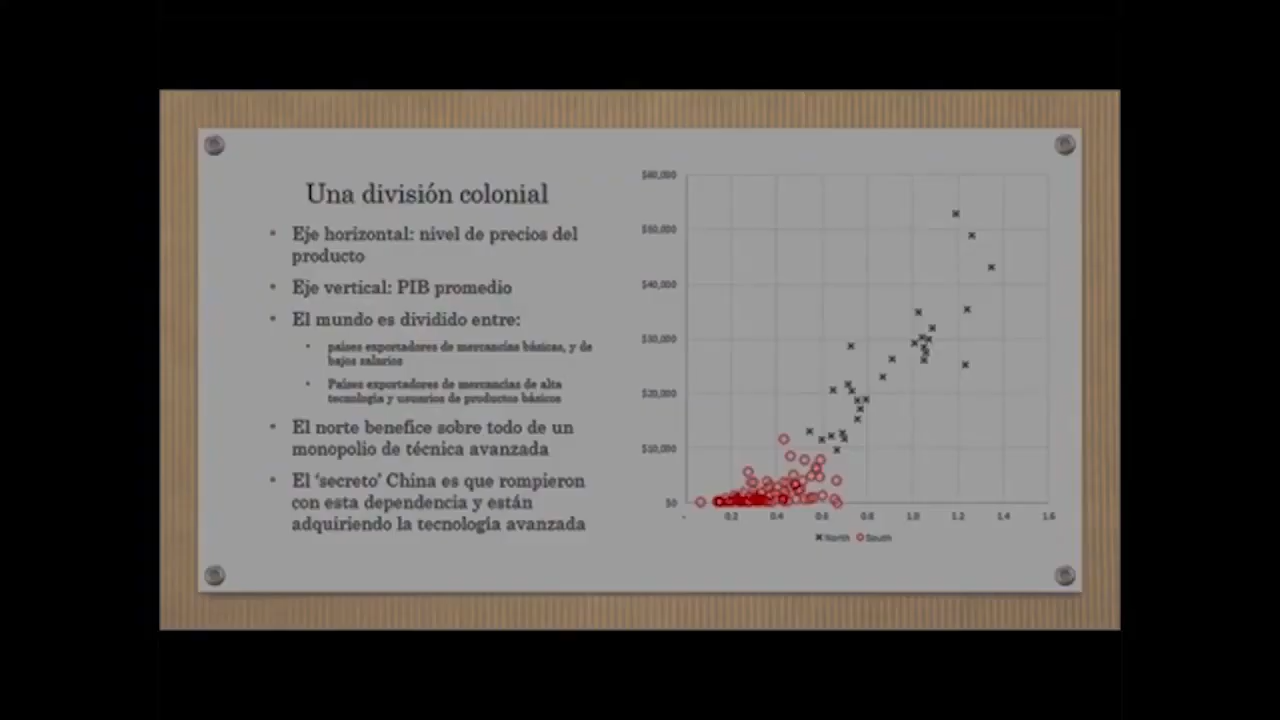 Una división colonial
• Eje horizontal: nivel de precios del
producto
• Eje vertical: PIB promedio
• El mundo es dividido entre:
• países exportadores de mercancías básicas, y de
bajos salarios
• Países exportadores de mercancías de alta
tecnología y usuarios de productos básicos
• El norte benefice sobre todo de un
monopolio de técnica avanzada
• El ‘secreto’ China es que rompieron
con esta dependencia y están
adquiriendo la tecnología avanzada
$60,000
$50,000
$40,000
$30,000
$20,000
$10,000
$0
- 0.2 0.4 0.6 0.8 1.0 1.2 1.4 1.6
North South